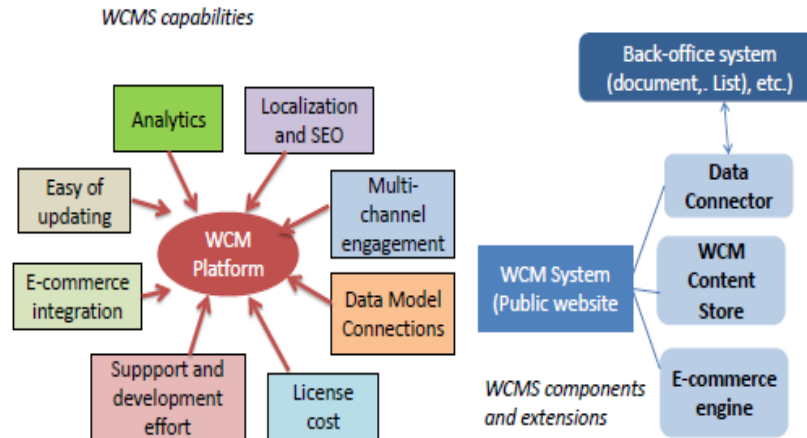 WCMS capabilities
Analytics
Localization
and SEO
Easy of
updating
Multi-
channel
engagement
WCM
Platform
E-commerce
integration
Data Model
Connections
Suppport and
development
effort
License
cost
Back-office system
(document,. List), etc.)
Data
Connector
WCM System
(Public website
WCM
Content
Store
E-commerce
engine
WCMS components
and extensions